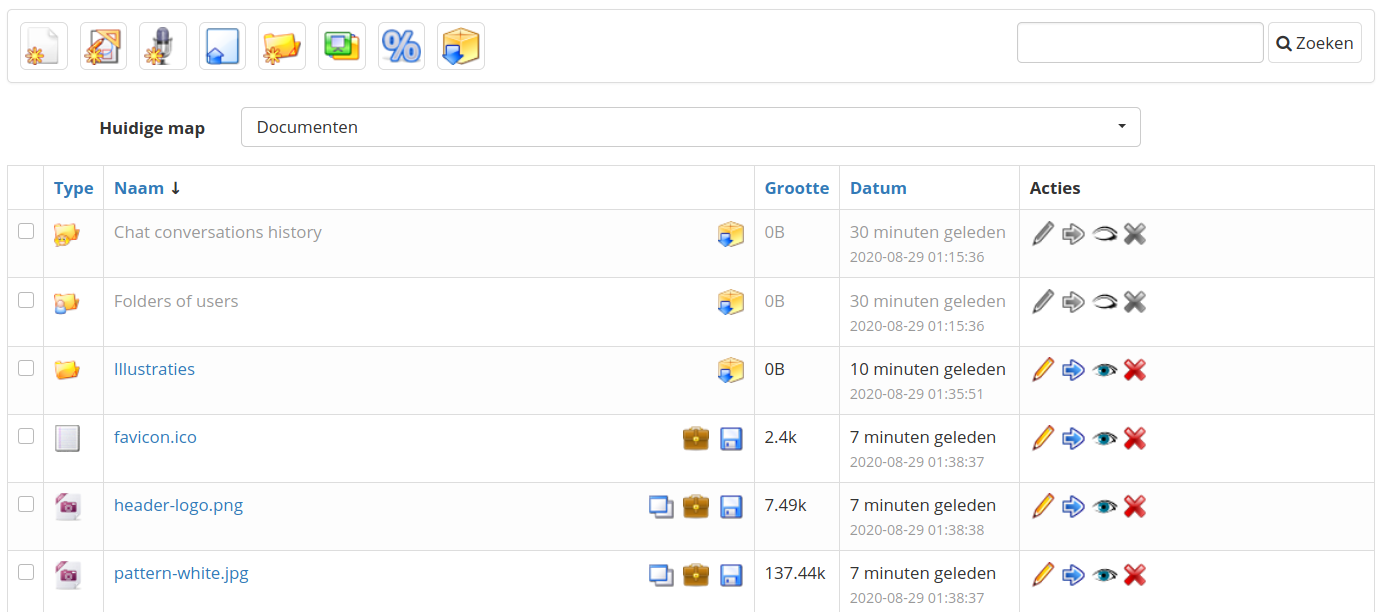 Zoeken
Huidige map Documenten
Type Naam ↓ Grootte Datum Acties
Chat conversations history 0B 30 minuten geleden
2020-08-29 01:15:36
Folders of users 0B 30 minuten geleden
2020-08-29 01:15:36
Illustraties 0B 10 minuten geleden
2020-08-29 01:35:51
favicon.ico 2.4k 7 minuten geleden
2020-08-29 01:38:37
header-logo.png 7.49k 7 minuten geleden
2020-08-29 01:38:38
pattern-white.jpg 137.44k 7 minuten geleden
2020-08-29 01:38:37